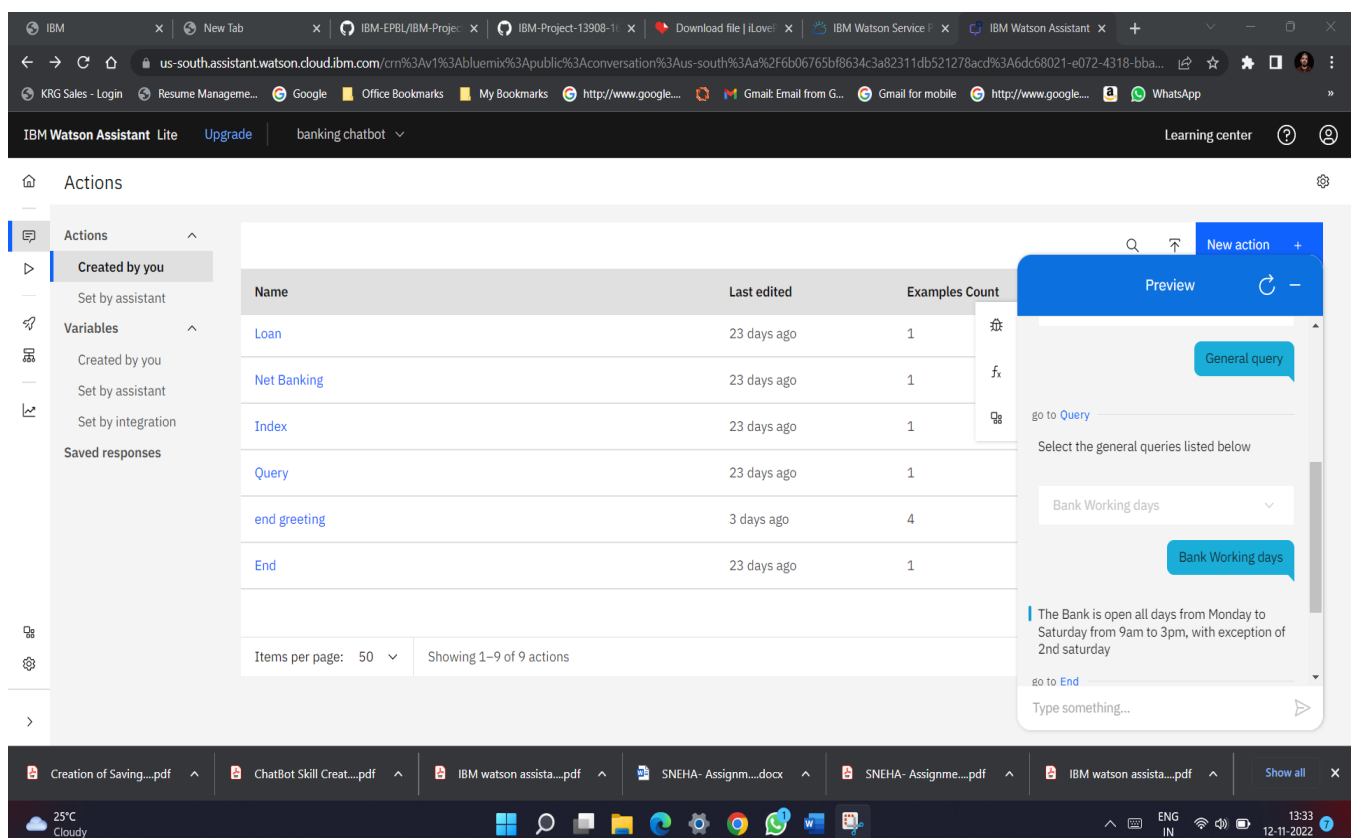 IBM
New Tab
IBM-EPBL/IBM-Projec
IBM-Project-13908-16
Download file | iLoveP
IBM Watson Service P
IBM Watson Assistant
us-south.assistant.watson.cloud.ibm.com/crn%3Av1%3Abluemix%3Apublic%3Aconversation%3Aus-south%3Aa%2F6b06765bf8634c3a82311db521278acd%3A6dc68021-e072-4318-bba...
KRG Sales - Login
Resume Manageme...
Google
Office Bookmarks
My Bookmarks
http://www.google....
Gmail: Email from G...
Gmail for mobile
http://www.google....
WhatsApp
»
IBM Watson Assistant Lite
Upgrade
banking chatbot
Learning center
Actions
Actions
Created by you
Set by assistant
Variables
Created by you
Set by assistant
Set by integration
Saved responses
New action +
Name Last edited Examples Count
Loan 23 days ago 1
Net Banking 23 days ago 1
Index 23 days ago 1
Query 23 days ago 1
end greeting 3 days ago 4
End 23 days ago 1
Items per page: 50
Showing 1–9 of 9 actions
Preview
General query
go to Query
Select the general queries listed below
Bank Working days
Bank Working days
The Bank is open all days from Monday to
Saturday from 9am to 3pm, with exception of
2nd saturday
go to End
Type something...
Creation of Saving....pdf
ChatBot Skill Creat....pdf
IBM watson assista....pdf
SNEHA- Assignm....docx
SNEHA- Assignme....pdf
IBM watson assista....pdf
Show all
25°C
Cloudy
ENG
IN
13:33
12-11-2022
7